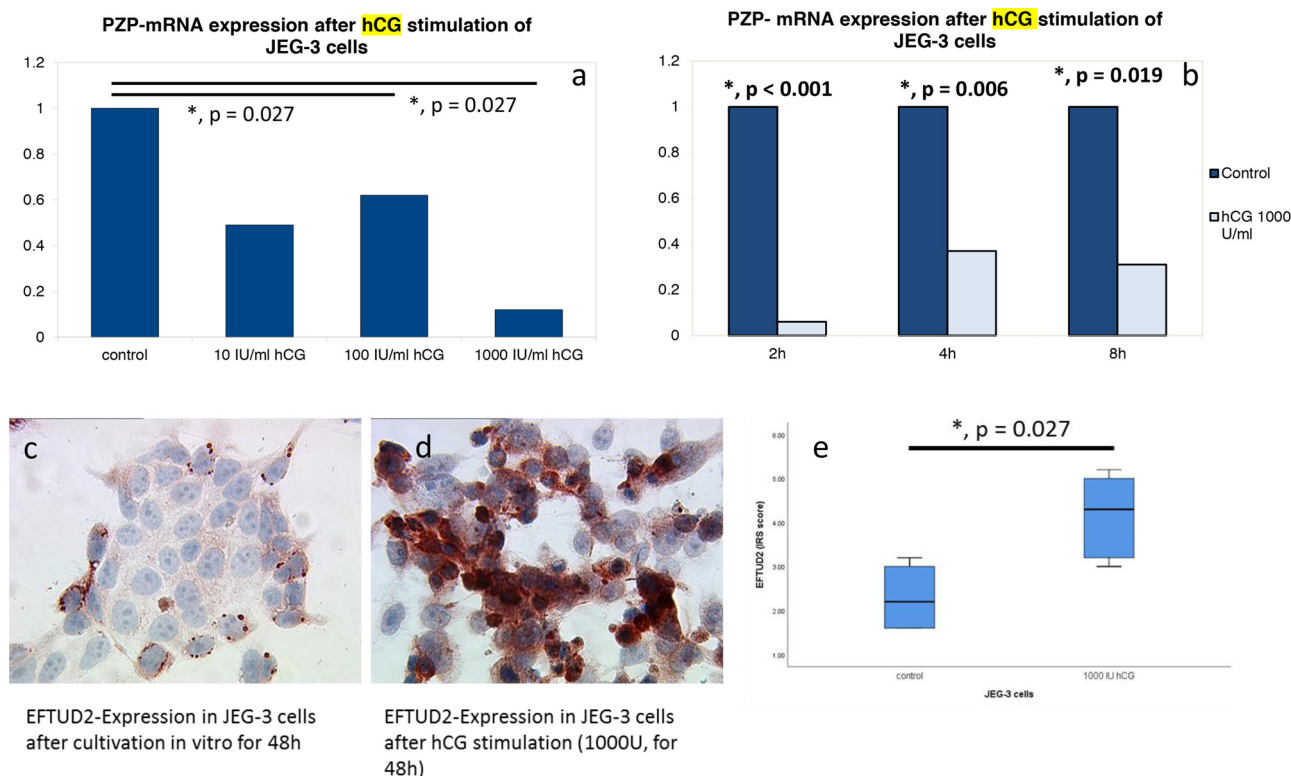 PZP-mRNA expression after hCG stimulation of
JEG-3 cells
a
1.2
1
0.8
0.6
0.4
0.2
0
*, p = 0.027
*, p = 0.027
control
10 IU/ml hCG
100 IU/ml hCG
1000 IU/ml hCG
PZP- mRNA expression after hCG stimulation of
JEG-3 cells
b
1.2
1
0.8
0.6
0.4
0.2
0
*, p < 0.001
*, p = 0.006
*, p = 0.019
2h
4h
8h
Control
hCG 1000
U/ml
c
EFTUD2-Expression in JEG-3 cells
after cultivation in vitro for 48h
d
EFTUD2-Expression in JEG-3 cells
after hCG stimulation (1000U, for
48h)
e
*, p = 0.027
EFTUD2 (IRS score)
6.00
5.00
4.00
3.00
2.00
1.00
control
1000 IU hCG
JEG-3 cells